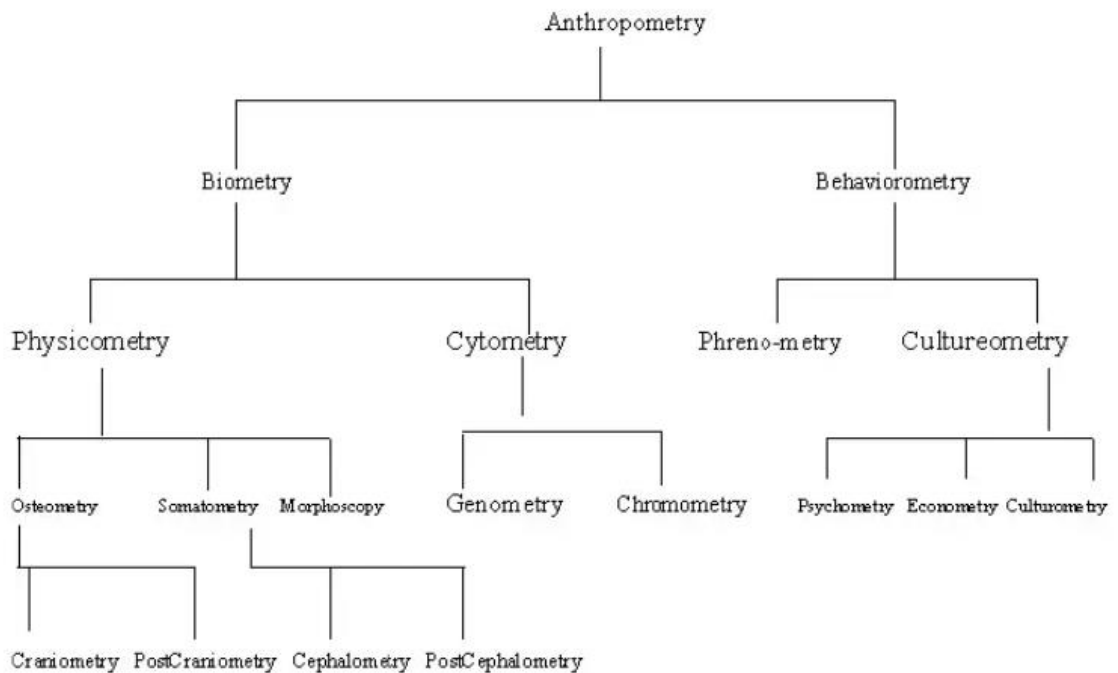 Anthropometry
Biometry Behaviorometry
Physicometry Cytometry Phreno-metry Cultureometry
Osteometry Somatometry Morphoscopy Genometry Chromometry Psychometry Econometry Culturometry
Craniometry PostCraniometry Cephalometry PostCephalometry